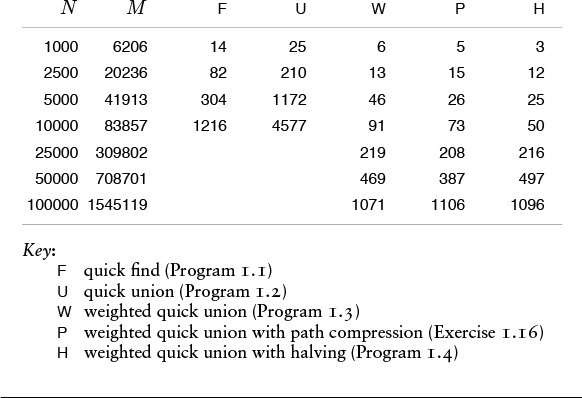 N M F U W P H
1000 6206 14 25 6 5 3
2500 20236 82 210 13 15 12
5000 41913 304 1172 46 26 25
10000 83857 1216 4577 91 73 50
25000 309802 219 208 216
50000 708701 469 387 497
100000 1545119 1071 1106 1096
Key:
F quick find (Program 1.1)
U quick union (Program 1.2)
W weighted quick union (Program 1.3)
P weighted quick union with path compression (Exercise 1.16)
H weighted quick union with halving (Program 1.4)